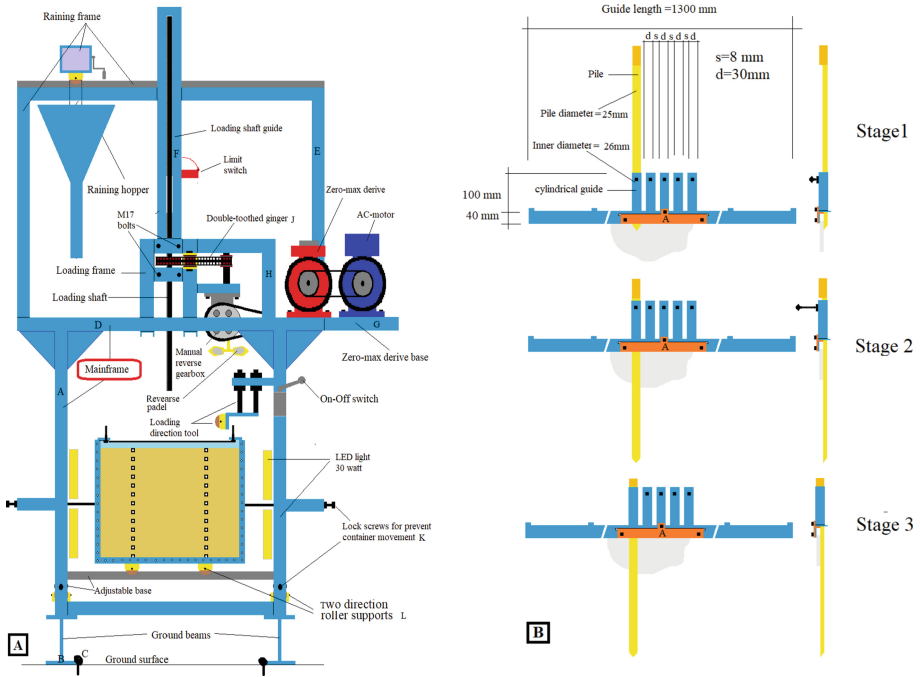 Raining frame
Loading shaft guide
F
E
Limit
switch
Raining hopper
Zero-max derive
M17
bolts
Double-toothed ginger J
AC-motor
Loading frame
H
Loading shaft
D
G
Manual
reverse
gearbox
Zero-max derive base
Mainframe
A
Revearse
padel
On-Off switch
Loading
direction tool
LED light
30 watt
Lock screws for prevent
container movement K
Adjustable base
Two direction
roller supports L
Ground beams
A
B
C
Ground surface
B
Guide length =1300 mm
d s d s d s d
s=8 mm
d=30mm
Pile
Pile diameter=25mm
Stage1
Inner diameter= 26mm
100 mm
cylindrical guide
40 mm
A
Stage 2
A
Stage 3
A
B